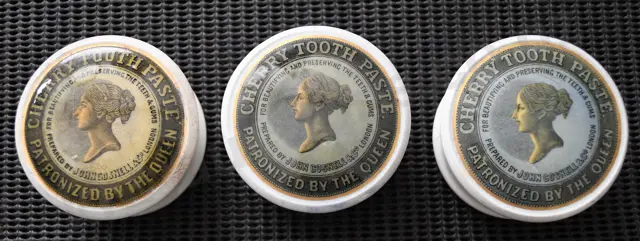 CHERRY TOOTH PASTE
FOR BEAUTIFYING AND PRESERVING THE TEETH & GUMS
PREPARED BY JOHN GOSNELL & CO LONDON
PATRONIZED BY THE QUEEN
CHERRY TOOTH PASTE.
FOR BEAUTIFYING AND PRESERVING THE TEETH & GUMS
PREPARED BY JOHN GOSNELL & CO LONDON
PATRONIZED BY THE QUEEN
CHERRY TOOTH PASTE.
FOR BEAUTIFYING AND PRESERVING THE TEETH & GUMS
PREPARED BY JOHN GOSNELL & CO LONDON
PATRONIZED BY THE QUEEN